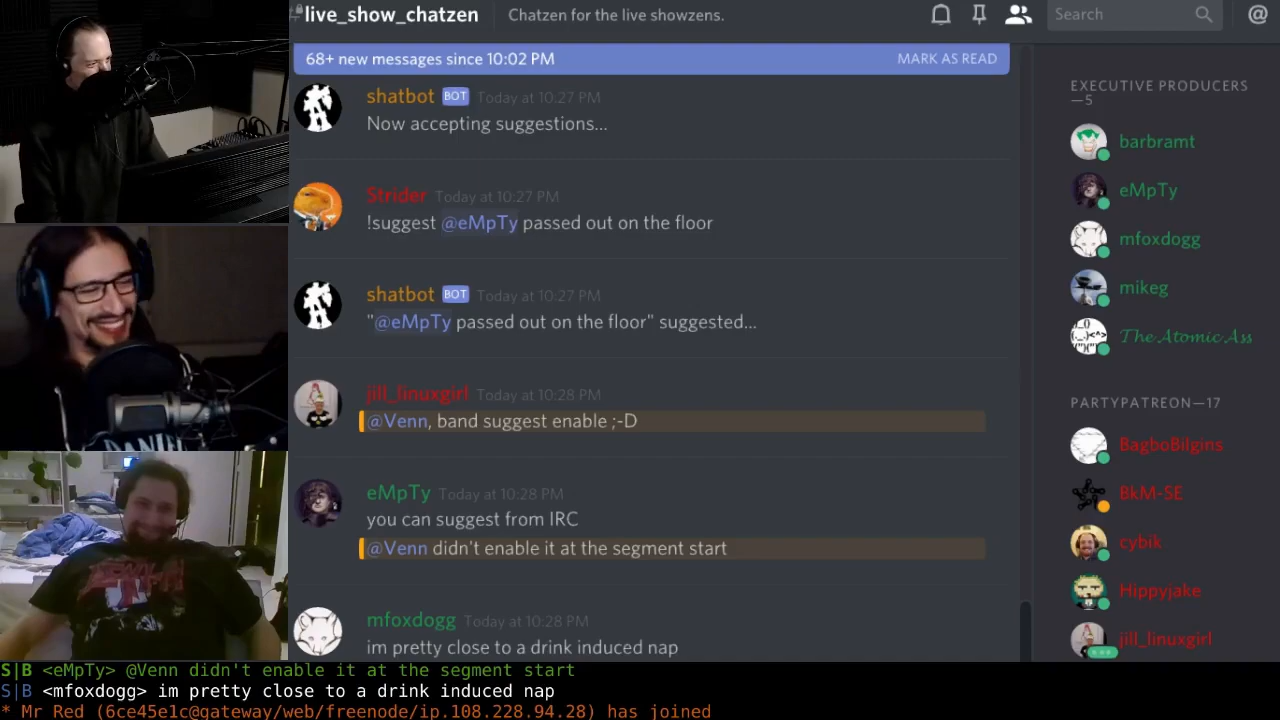 live_show_chatzen
Chatzen for the live showzens.
Search
68+ new messages since 10:02 PM
MARK AS READ
shatbot BOT Today at 10:27 PM
Now accepting suggestions...
Strider Today at 10:27 PM
!suggest @eMpTy passed out on the floor
shatbot BOT Today at 10:27 PM
"@eMpTy passed out on the floor" suggested...
jill_linuxgirl Today at 10:28 PM
@Venn, band suggest enable ;-D
eMpTy Today at 10:28 PM
you can suggest from IRC
@Venn didn't enable it at the segment start
mfoxdogg Today at 10:28 PM
im pretty close to a drink induced nap
EXECUTIVE PRODUCERS
—5
barbramt
eMpTy
mfoxdogg
mikeg
The Atomic Ass
PARTYPATREON—17
BagboBilgins
BkM-SE
cybik
Hippyjake
jill_linuxgirl
S|B <eMpTy> @Venn didn't enable it at the segment start
S|B <mfoxdogg> im pretty close to a drink induced nap
* Mr Red (6ce45e1c@gateway/web/freenode/ip.108.228.94.28) has joined